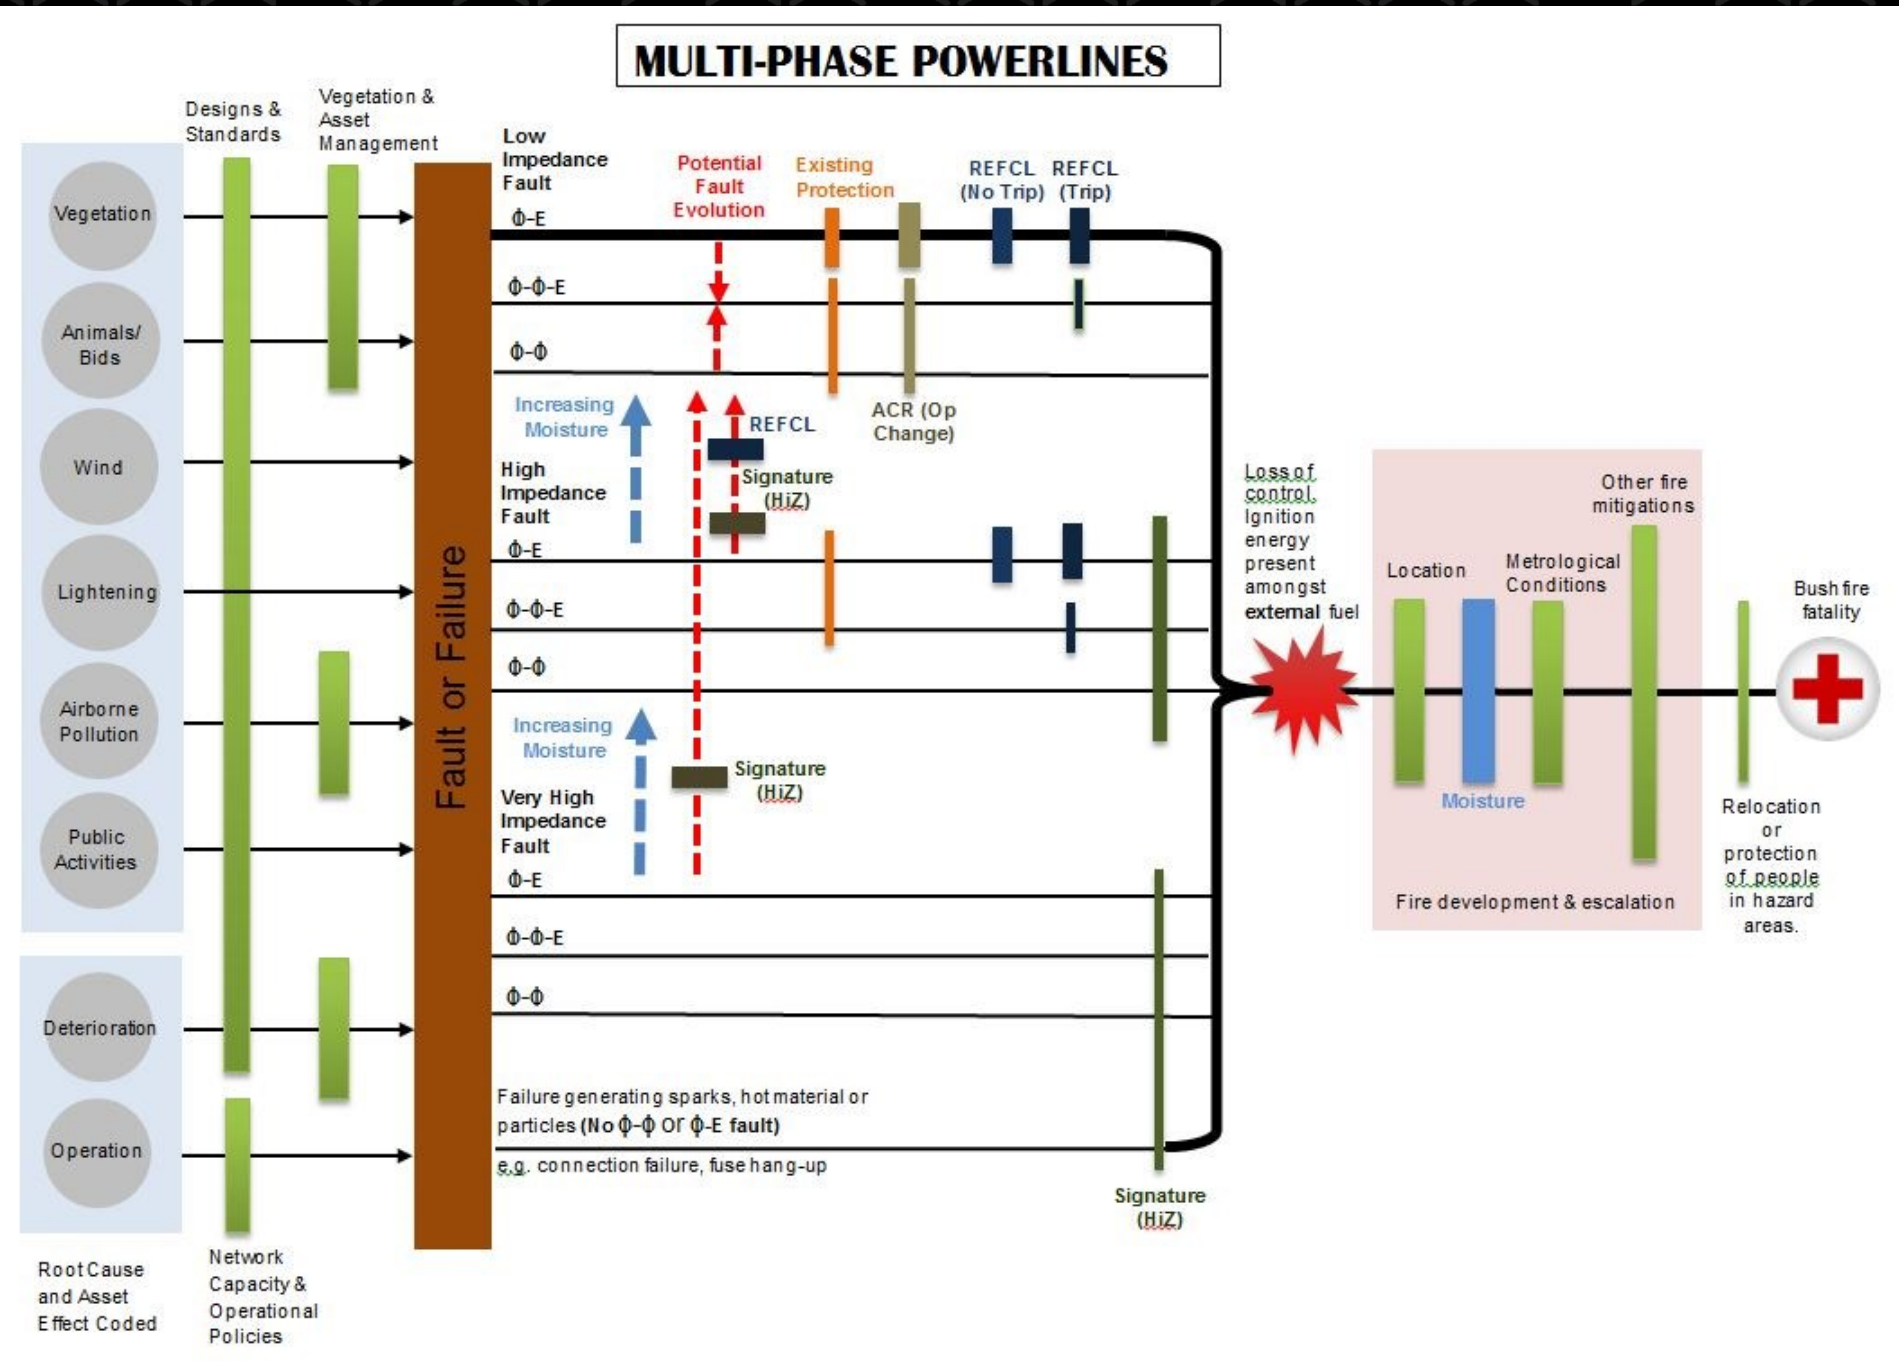 MULTI-PHASE POWERLINES
Designs &
Standards
Vegetation &
Asset
Management
Vegetation
Animals/
Bids
Wind
Lightening
Airborne
Pollution
Public
Activities
Deterioration
Operation
Root Cause
and Asset
Effect Coded
Network
Capacity &
Operational
Policies
Fault or Failure
Low
Impedance
Fault
Φ-E
Φ-Φ-E
Φ-Φ
Potential
Fault
Evolution
Existing
Protection
REFCL
(No Trip)
REFCL
(Trip)
ACR (Op
Change)
Increasing
Moisture
REFCL
Signature
(HiZ)
High
Impedance
Fault
Φ-E
Φ-Φ-E
Φ-Φ
Increasing
Moisture
Signature
(HiZ)
Very High
Impedance
Fault
Φ-E
Φ-Φ-E
Φ-Φ
Failure generating sparks, hot material or
particles (No Φ-Φ or Φ-E fault)
e.g. connection failure, fuse hang-up
Signature
(HiZ)
Loss of
control.
Ignition
energy
present
amongst
external fuel
Location
Moisture
Metrological
Conditions
Other fire
mitigations
Fire development & escalation
Bush fire
fatality
Relocation
or
protection
of people
in hazard
areas.